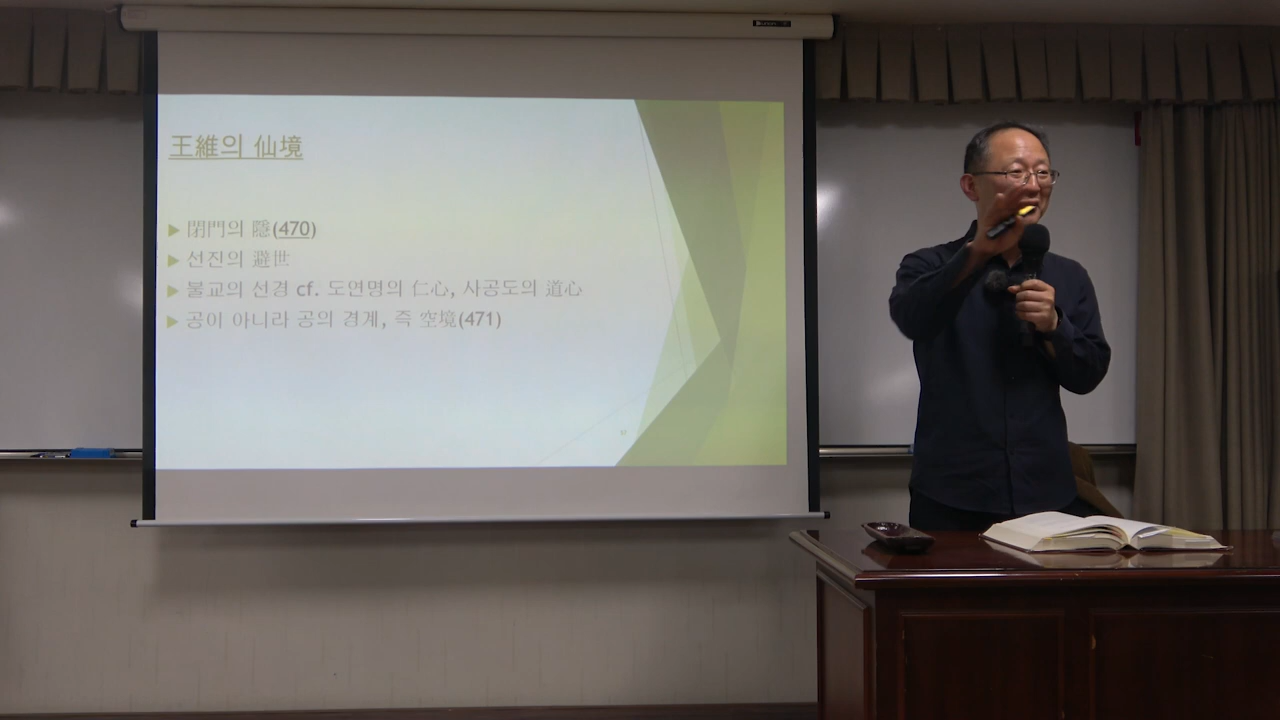 王維의 仙境
閉門의 隱(470)
선진의 避世
불교의 선경 cf. 도연명의 仁心, 사공도의 道心
공이 아니라 공의 경계, 즉 空境(471)